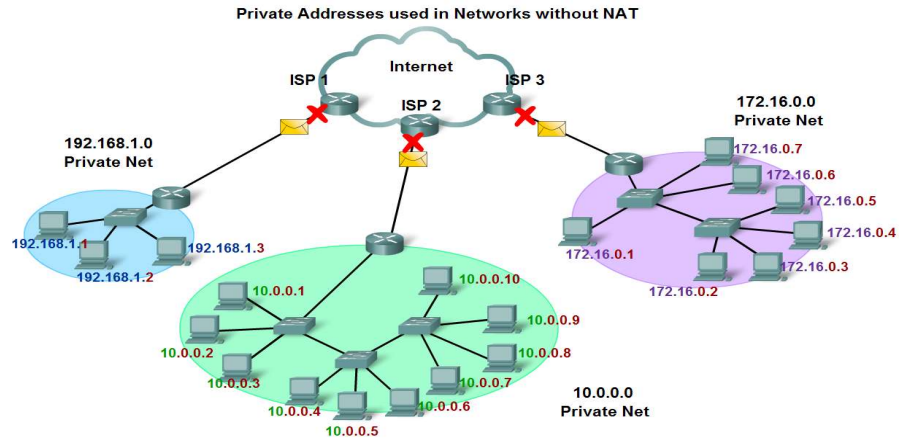 Private Addresses used in Networks without NAT
Internet
ISP 1
ISP 2
ISP 3
192.168.1.0
Private Net
192.168.1.1
192.168.1.2
192.168.1.3
172.16.0.0
Private Net
172.16.0.7
172.16.0.6
172.16.0.5
172.16.0.4
172.16.0.3
172.16.0.2
172.16.0.1
10.0.0.1
10.0.0.2
10.0.0.3
10.0.0.4
10.0.0.5
10.0.0.6
10.0.0.7
10.0.0.8
10.0.0.9
10.0.0.10
10.0.0.0
Private Net